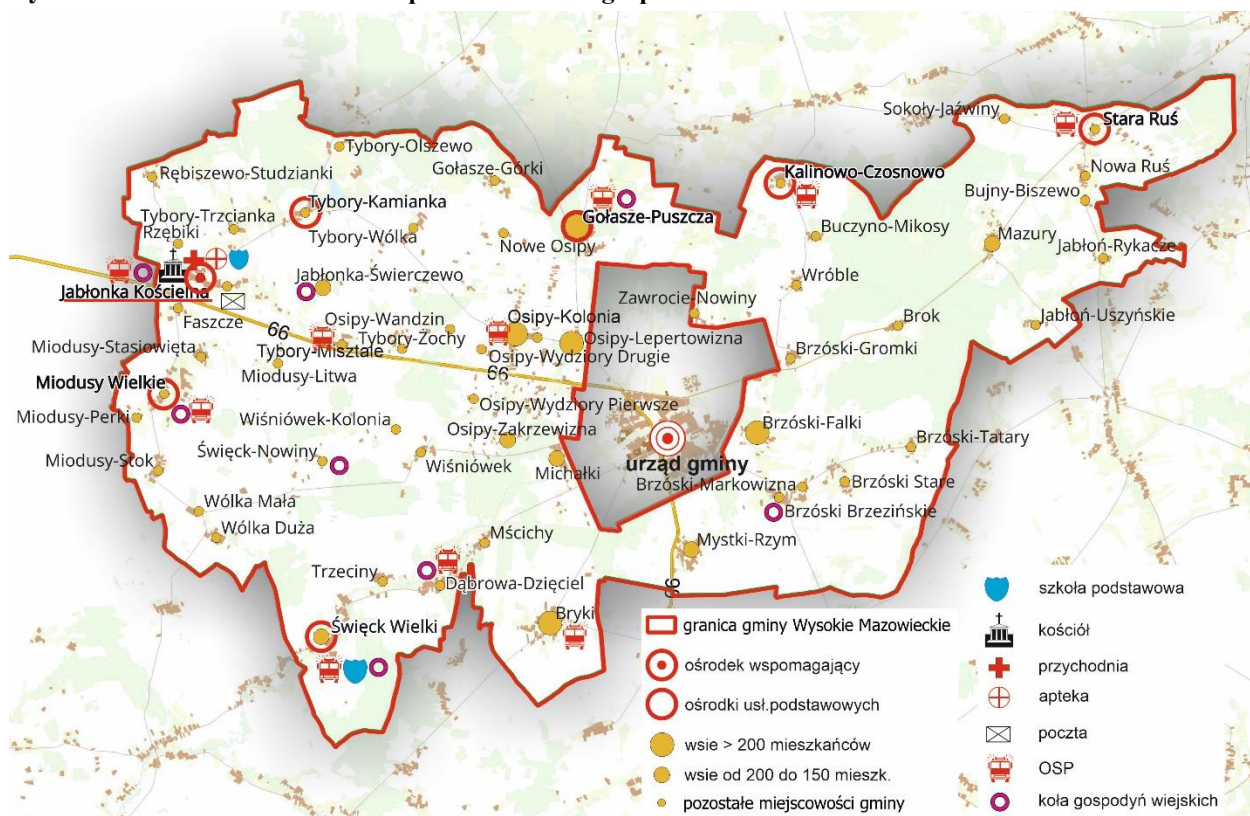 Sokoły-Jaźwiny
Stara Ruś
Tybory-Olszewo
Gołasze-Górki
Rębiszewo-Studzianki
Kalinowo-Czosnowo
Nowa Ruś
Bujny-Biszewo
Tybory-Kamianka
Tybory-Trzcianka
Gołasze-Puszcza
Rzębiki
Tybory-Wólka
Nowe Osipy
Buczyno-Mikosy
Mazury
Jabłoń-Rykacze
Jabłonka-Świerczewo
Wróble
Jabłonka Kościelna
Zawrocie-Nowiny
Faszcze
66
Osipy-Wandzin
Osipy-Kolonia
Brok
Jabłoń-Uszyńskie
Tybory-Żochy
Osipy-Lepertowizna
Miodusy-Stasiowięta
Tybory-Misztale
Osipy-Wydziory Drugie
Brzóski-Gromki
Miodusy-Litwa
66
Miodusy Wielkie
Miodusy-Perki
Wiśniówek-Kolonia
Osipy-Wydziory Pierwsze
Osipy-Zakrzewizna
Brzóski-Falki
Brzóski-Tatary
Święck-Nowiny
Miodusy-Stok
Wiśniówek
Michałki
urząd gminy
Brzóski-Markowizna
Brzóski Stare
Wólka Mała
Brzóski Brzezińskie
Wólka Duża
Mścichy
Mystki-Rzym
Trzeciny
Dąbrowa-Dzięciel
66
Bryki
Święck Wielki
granica gminy Wysokie Mazowieckie
ośrodek wspomagający
ośrodki usł.podstawowych
wsie > 200 mieszkańców
wsie od 200 do 150 mieszk.
pozostałe miejscowości gminy
szkoła podstawowa
kościół
przychodnia
apteka
poczta
OSP
koła gospodyń wiejskich